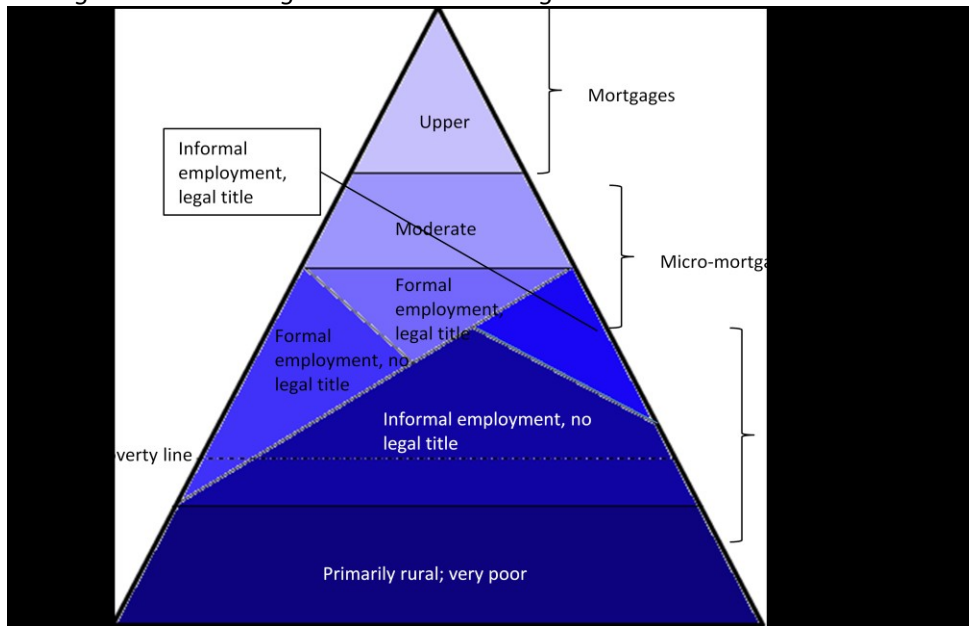 Mortgages
Upper
Informal
employment,
legal title
Moderate
Micro-mortga
Formal
employment,
legal title
Formal
employment, no
legal title
Informal employment, no
legal title
overty line
Primarily rural; very poor